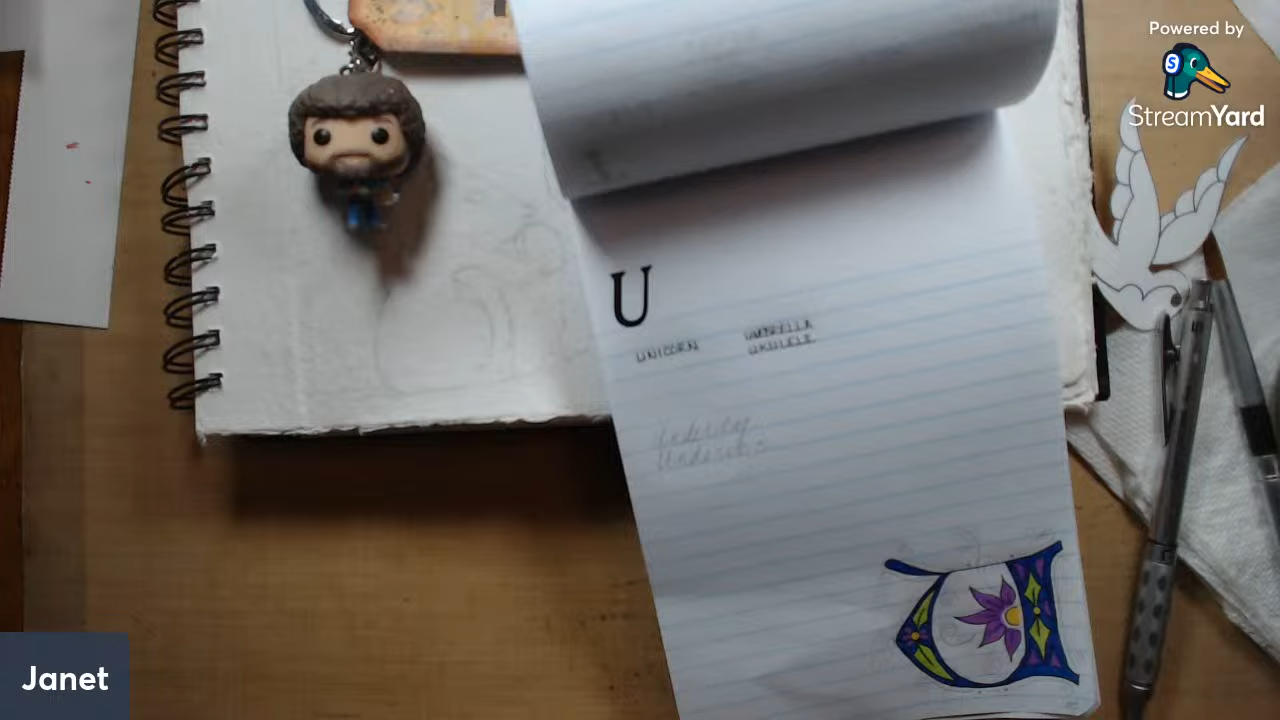 Powered by
StreamYard
U
UMBRELLA
UNICORN
UKULELE
Janet